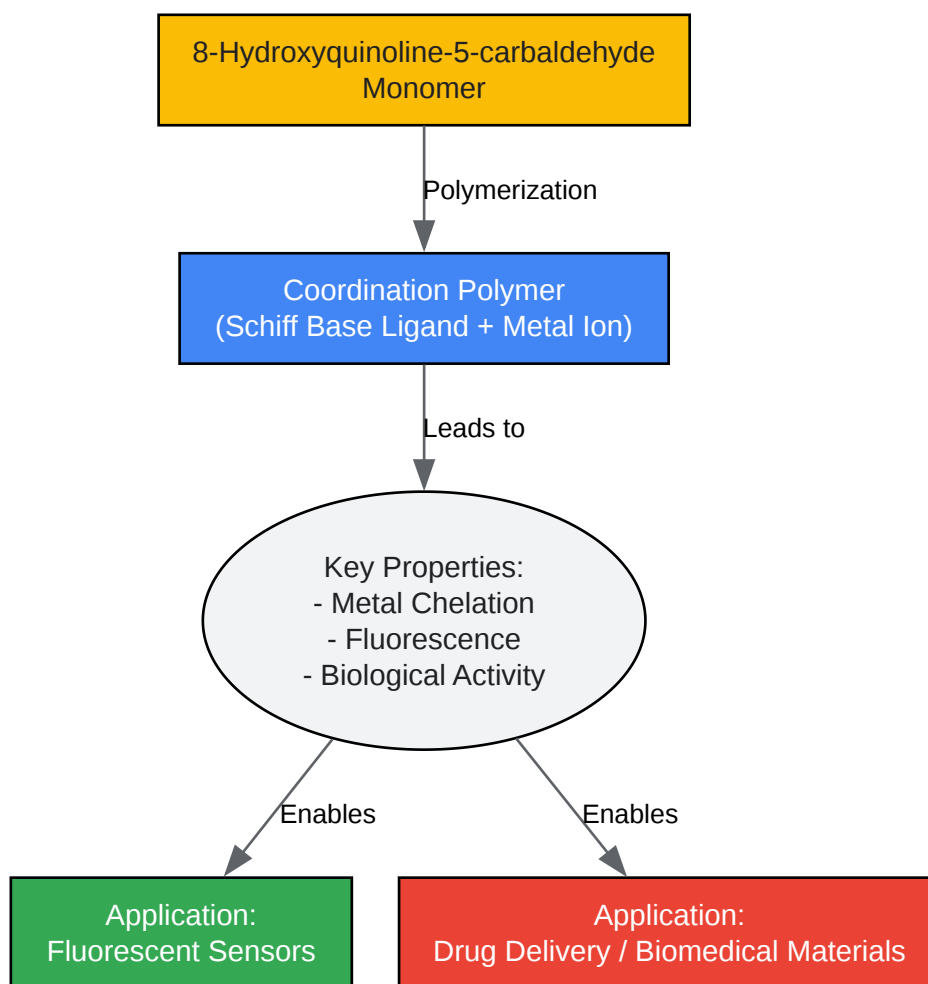 8-Hydroxyquinoline-5-carbaldehyde
Monomer
Polymerization
Coordination Polymer
(Schiff Base Ligand + Metal Ion)
Leads to
Key Properties:
- Metal Chelation
- Fluorescence
- Biological Activity
Enables
Enables
Application:
Fluorescent Sensors
Application:
Drug Delivery / Biomedical Materials